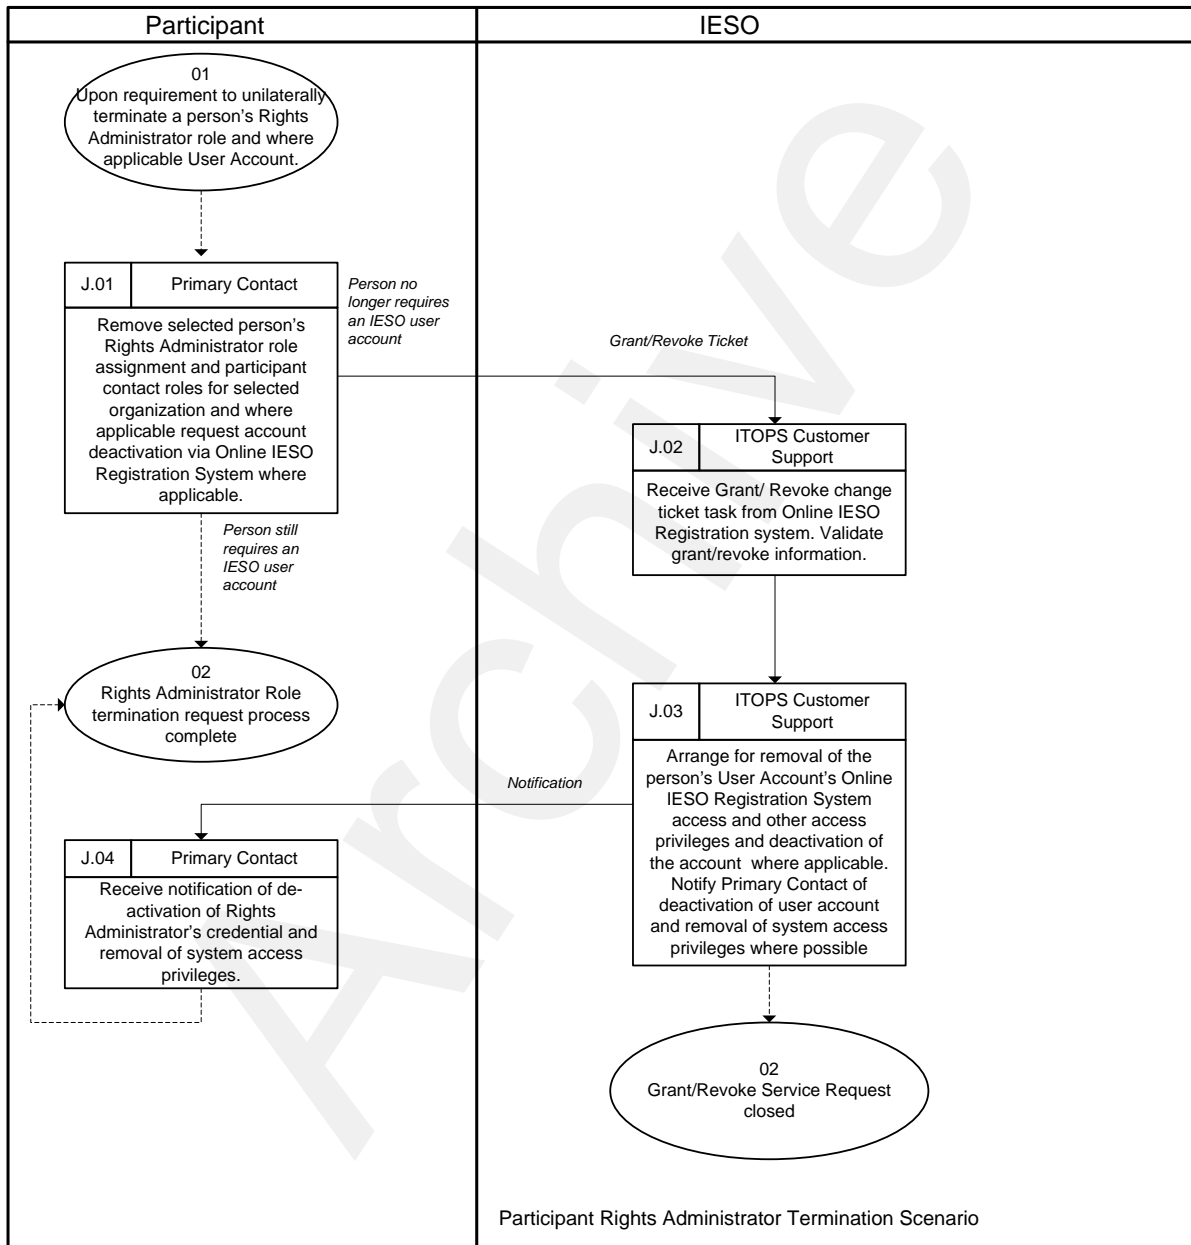 Participant
IESO
01
Upon requirement to unilaterally
terminate a person's Rights
Administrator role and where
applicable User Account.
J.01
Primary Contact
Remove selected person's
Rights Administrator role
assignment and participant
contact roles for selected
organization and where
applicable request account
deactivation via Online IESO
Registration System where
applicable.
Person no
longer requires
an IESO user
account
Grant/Revoke Ticket
J.02
ITOPS Customer
Support
Receive Grant/ Revoke change
ticket task from Online IESO
Registration system. Validate
grant/revoke information.
Person still
requires an
IESO user
account
02
Rights Administrator Role
termination request process
complete
J.03
ITOPS Customer
Support
Arrange for removal of the
person's User Account's Online
IESO Registration System
access and other access
privileges and deactivation of
the account  where applicable.
Notify Primary Contact of
deactivation of user account
and removal of system access
privileges where possible
Notification
J.04
Primary Contact
Receive notification of de-
activation of Rights
Administrator's credential and
removal of system access
privileges.
02
Grant/Revoke Service Request
closed
Participant Rights Administrator Termination Scenario
Archive